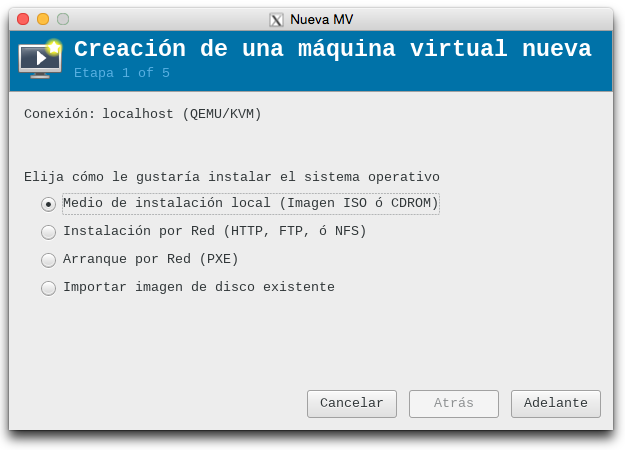 Nueva MV
Creación de una máquina virtual nueva
Etapa 1 of 5
Conexión: localhost (QEMU/KVM)
Elija cómo le gustaría instalar el sistema operativo
Medio de instalación local (Imagen ISO ó CDROM)
Instalación por Red (HTTP, FTP, ó NFS)
Arranque por Red (PXE)
Importar imagen de disco existente
Cancelar Atrás Adelante